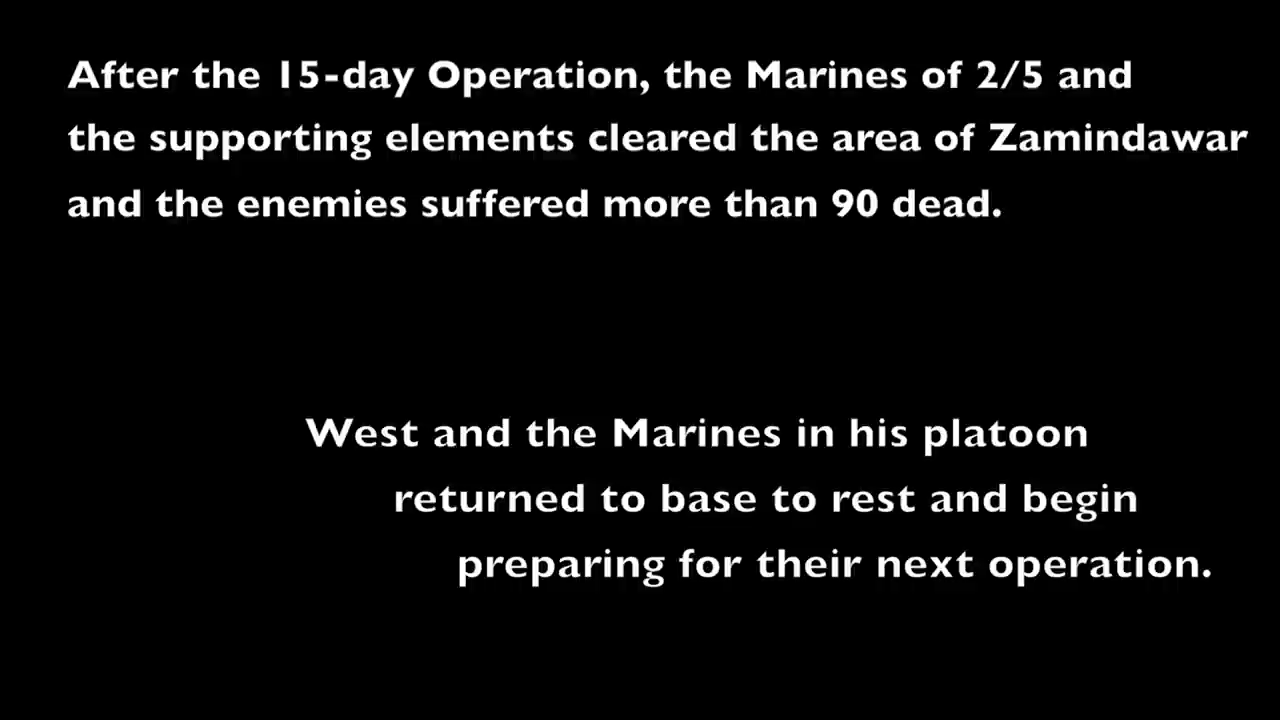 After the 15-day Operation, the Marines of 2/5 and
the supporting elements cleared the area of Zamindawar
and the enemies suffered more than 90 dead.
West and the Marines in his platoon
returned to base to rest and begin
preparing for their next operation.